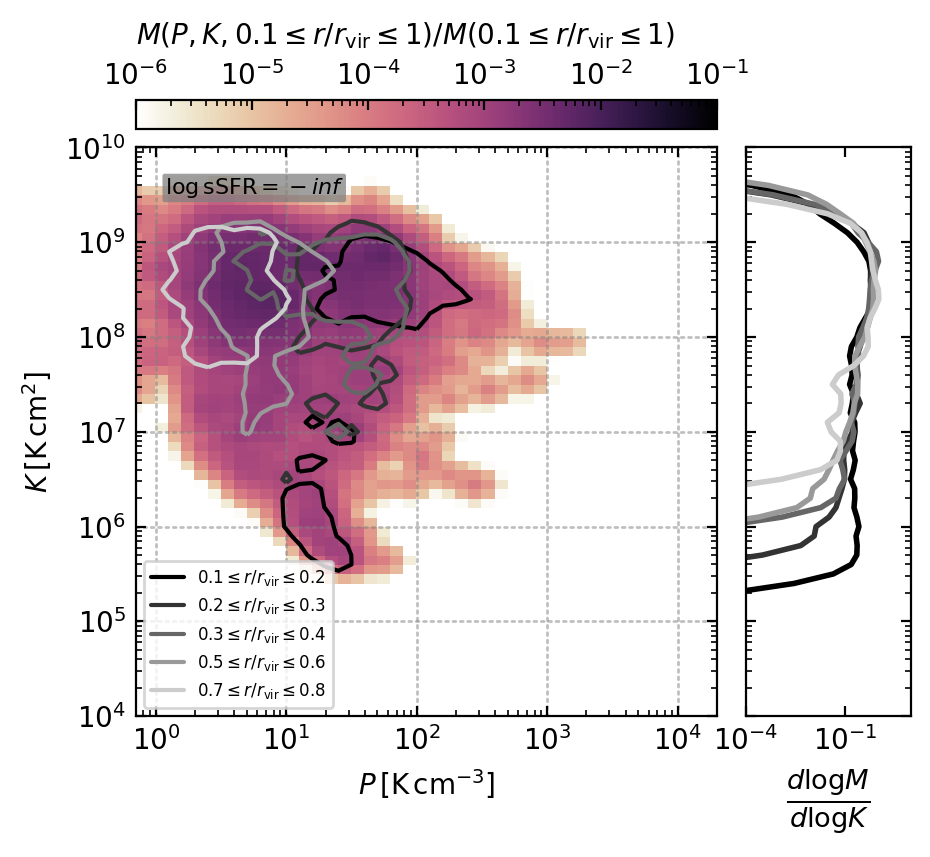 M(P, K, 0.1 ≤ r/r_vir ≤ 1)/M(0.1 ≤ r/r_vir ≤ 1)
10^−6 10^−5 10^−4 10^−3 10^−2 10^−1
10^10
log sSFR = −inf
10^9
10^8
10^7
10^6
10^5
10^4
K [K cm^2]
0.1 ≤ r/r_vir ≤ 0.2
0.2 ≤ r/r_vir ≤ 0.3
0.3 ≤ r/r_vir ≤ 0.4
0.5 ≤ r/r_vir ≤ 0.6
0.7 ≤ r/r_vir ≤ 0.8
10^0 10^1 10^2 10^3 10^4 10^−4 10^−1
P [K cm^−3]
dlogM
dlogK